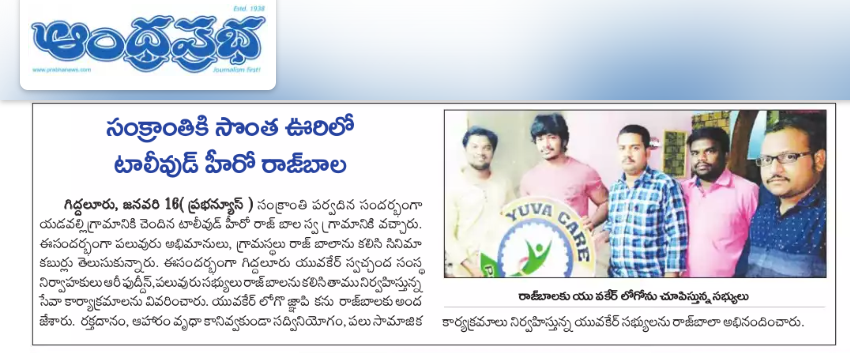 Estd. 1938
ఆంధ్రప్రభ
www.prabhanews.com
Journalism first!
సంక్రాంతికి సొంత ఊరిలో
టాలీవుడ్ హీరో రాజ్‌బాల
గిద్దలూరు, జనవరి 16( ప్రభన్యూస్ ) సంక్రాంతి పర్వదిన సందర్బంగా
యడవల్లిగ్రామానికి చెందిన టాలీవుడ్ హీరో రాజ్ బాల స్వ గ్రామానికి వచ్చారు.
ఈసందర్భంగా పలువురు అభిమానులు, గ్రామస్థులు రాజ్ బాలాను కలిసి సినిమా
కబుర్లు తెలుసుకున్నారు. ఈసందర్భంగా గిద్దలూరు యువకేర్ స్వచ్చంద సంస్థ
నిర్వాహకులు ఆరీఫుద్దీన్, పలువురుసభ్యులు రాజ్ బాలనుకలిసి తాము నిర్వహిస్తున్న
సేవా కార్యాక్రమాలను వివరించారు. యువకేర్ లోగో జ్ఞాపి కను రాజ్‌బాలకు అంద
జేశారు. రక్తదానం, ఆహారం వృధా కానివ్వకుండా సద్వినియోగం, పలు సామాజిక
YUVA CARE
రాజ్‌బాలకు యు వకేర్ లోగోను చూపిస్తున్న సభ్యులు
కార్యక్రమాలు నిర్వహిస్తున్న యువకేర్ సభ్యులను రాజ్‌బాలా అభినందించారు.